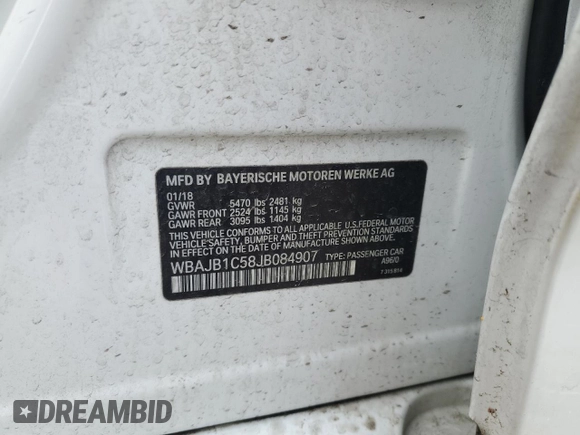 MFD BY BAYERISCHE MOTOREN WERKE AG
01/18
GVWR 5470 lbs 2481 kg
GAWR FRONT 2524 lbs 1145 kg
GAWR REAR 3095 lbs 1404 kg
THIS VEHICLE CONFORMS TO ALL APPLICABLE U.S.FEDERAL MOTOR
VEHICLE SAFETY, BUMPER, AND THEFT PREVENTION STANDARDS
IN EFFECT ON THE DATE OF MANUFACTURE SHOWN ABOVE.
WBAJB1C58JB084907 TYPE: PASSENGER CAR
A96/0
DREAMBID